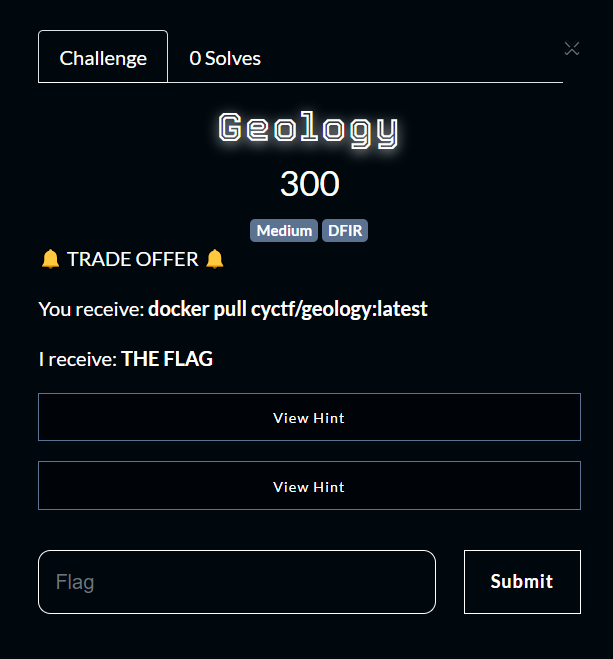 Challenge 0 Solves
Geology
300
Medium DFIR
🔔 TRADE OFFER 🔔
You receive: docker pull cyctf/geology:latest
I receive: THE FLAG
View Hint
View Hint
Flag Submit